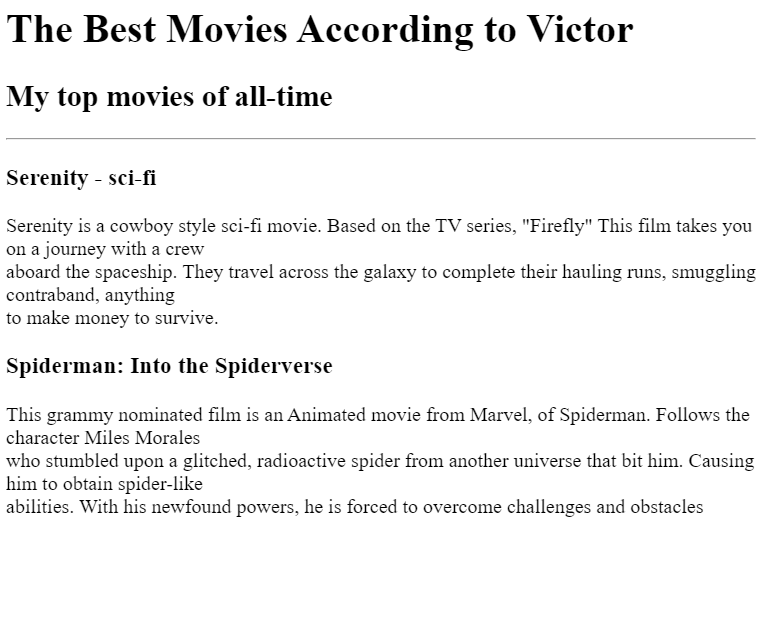 The Best Movies According to Victor
My top movies of all-time
Serenity - sci-fi
Serenity is a cowboy style sci-fi movie. Based on the TV series, "Firefly" This film takes you
on a journey with a crew
aboard the spaceship. They travel across the galaxy to complete their hauling runs, smuggling
contraband, anything
to make money to survive.
Spiderman: Into the Spiderverse
This grammy nominated film is an Animated movie from Marvel, of Spiderman. Follows the
character Miles Morales
who stumbled upon a glitched, radioactive spider from another universe that bit him. Causing
him to obtain spider-like
abilities. With his newfound powers, he is forced to overcome challenges and obstacles